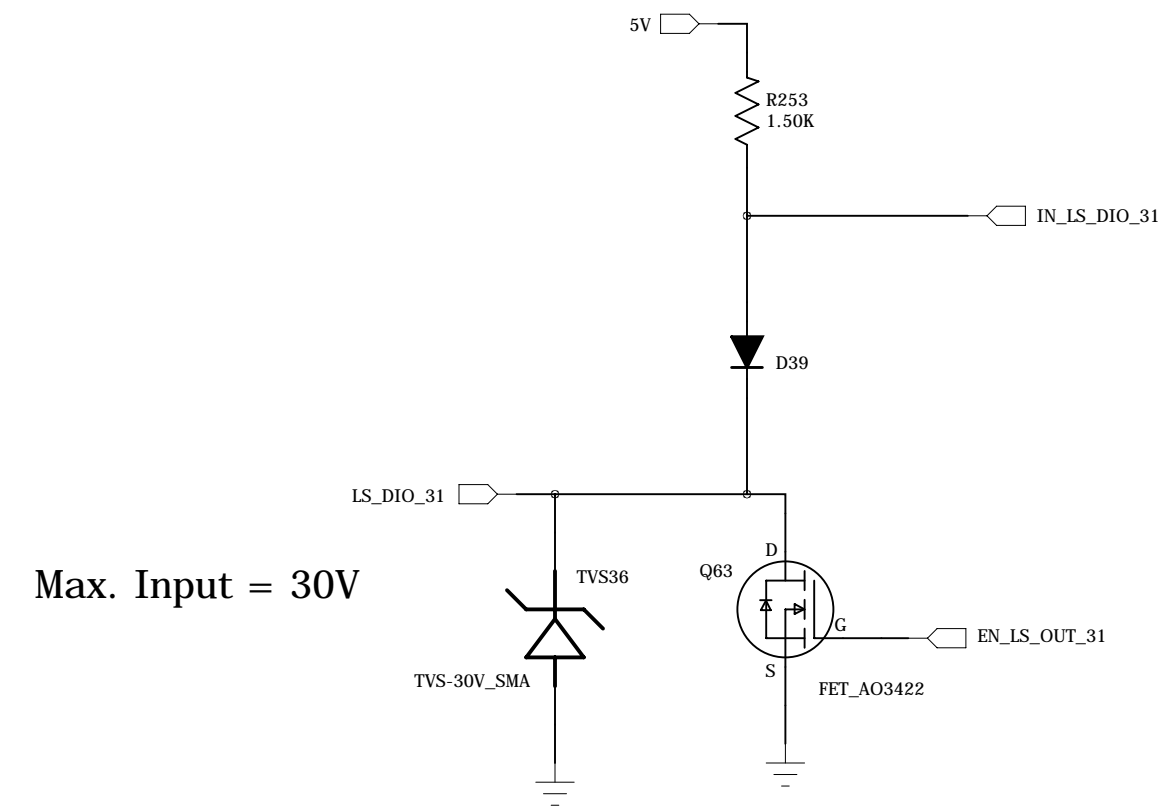 5V
R253
1.50K
IN_LS_DIO_31
D39
LS_DIO_31
D
Q63
TVS36
Max. Input = 30V
G
EN_LS_OUT_31
S
TVS-30V_SMA
FET_AO3422